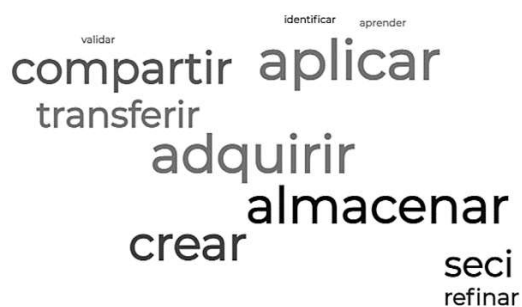 identificar
aprender
validar
compartir
aplicar
transferir
adquirir
almacenar
crear
seci
refinar